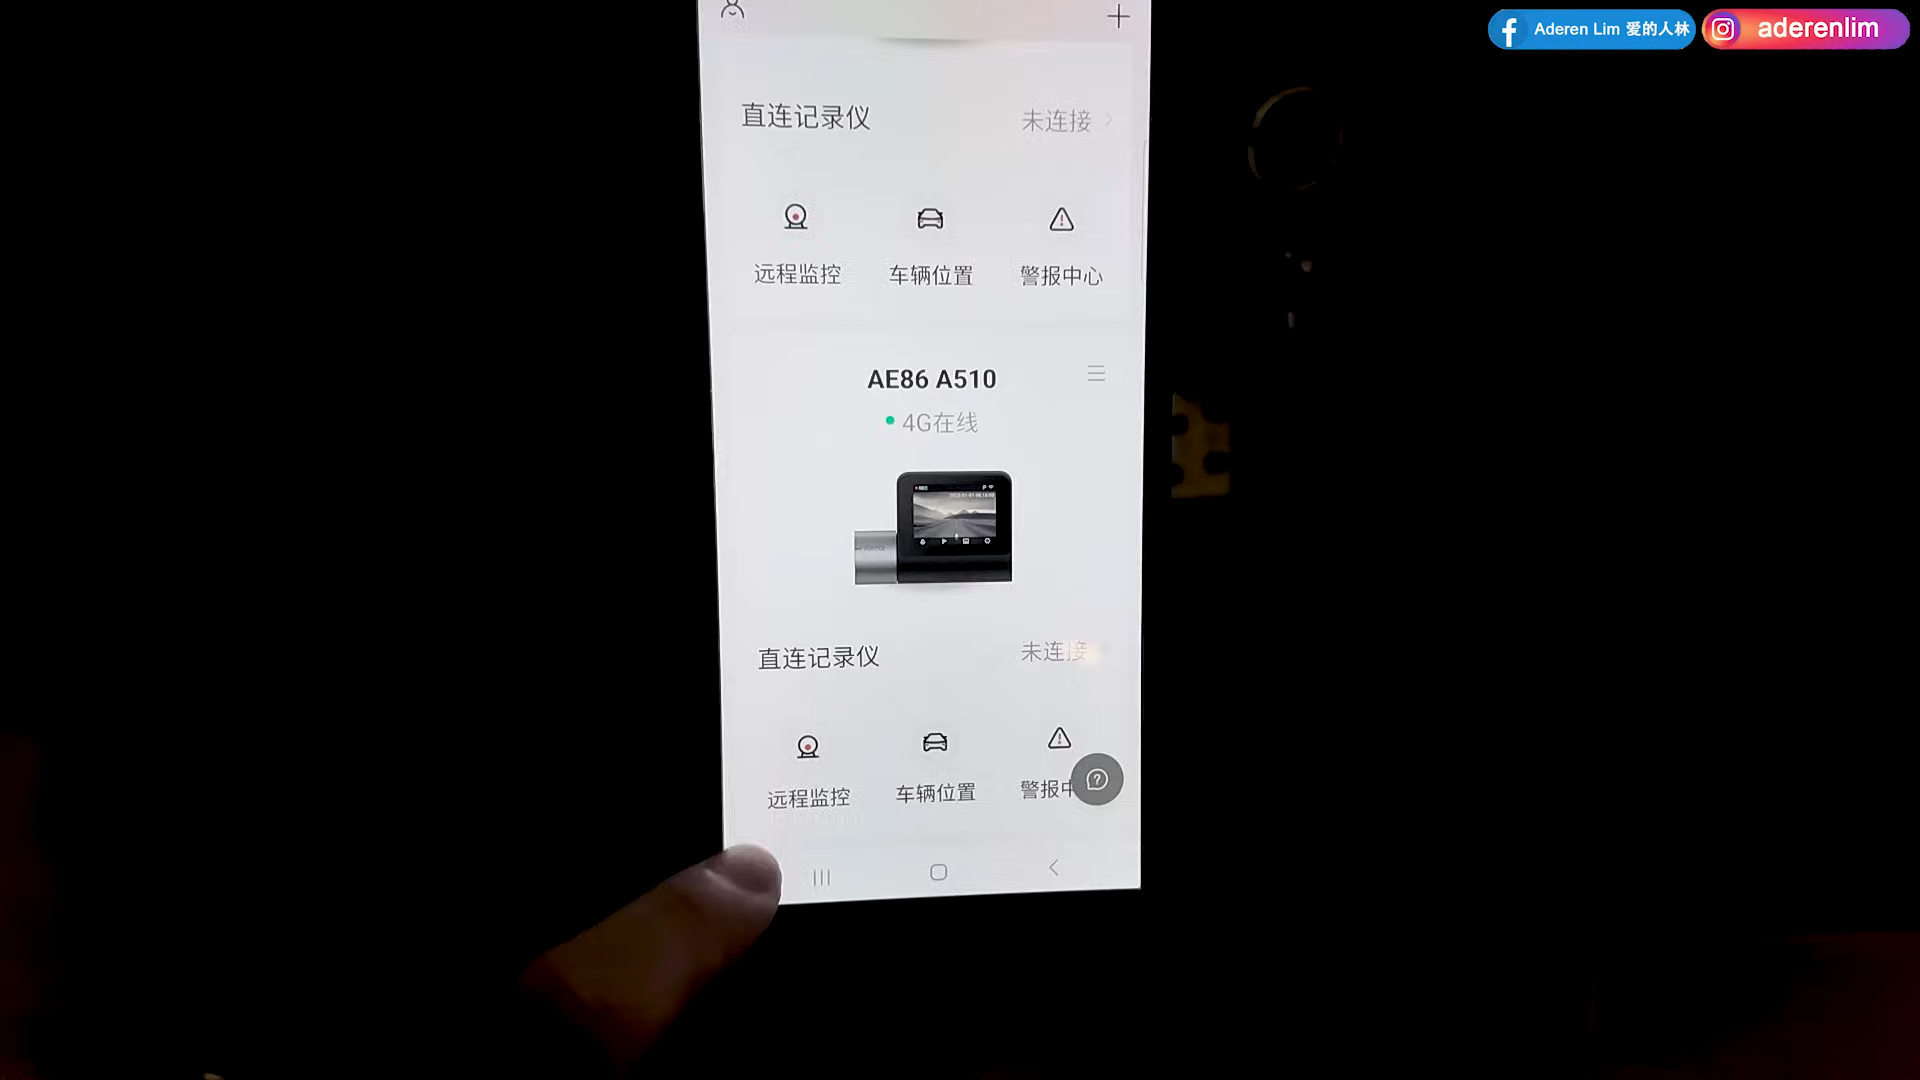 Aderen Lim 爱的人林
aderenlim
直连记录仪
未连接
远程监控
车辆位置
警报中心
AE86 A510
4G在线
直连记录仪
未连接
远程监控
车辆位置
警报中